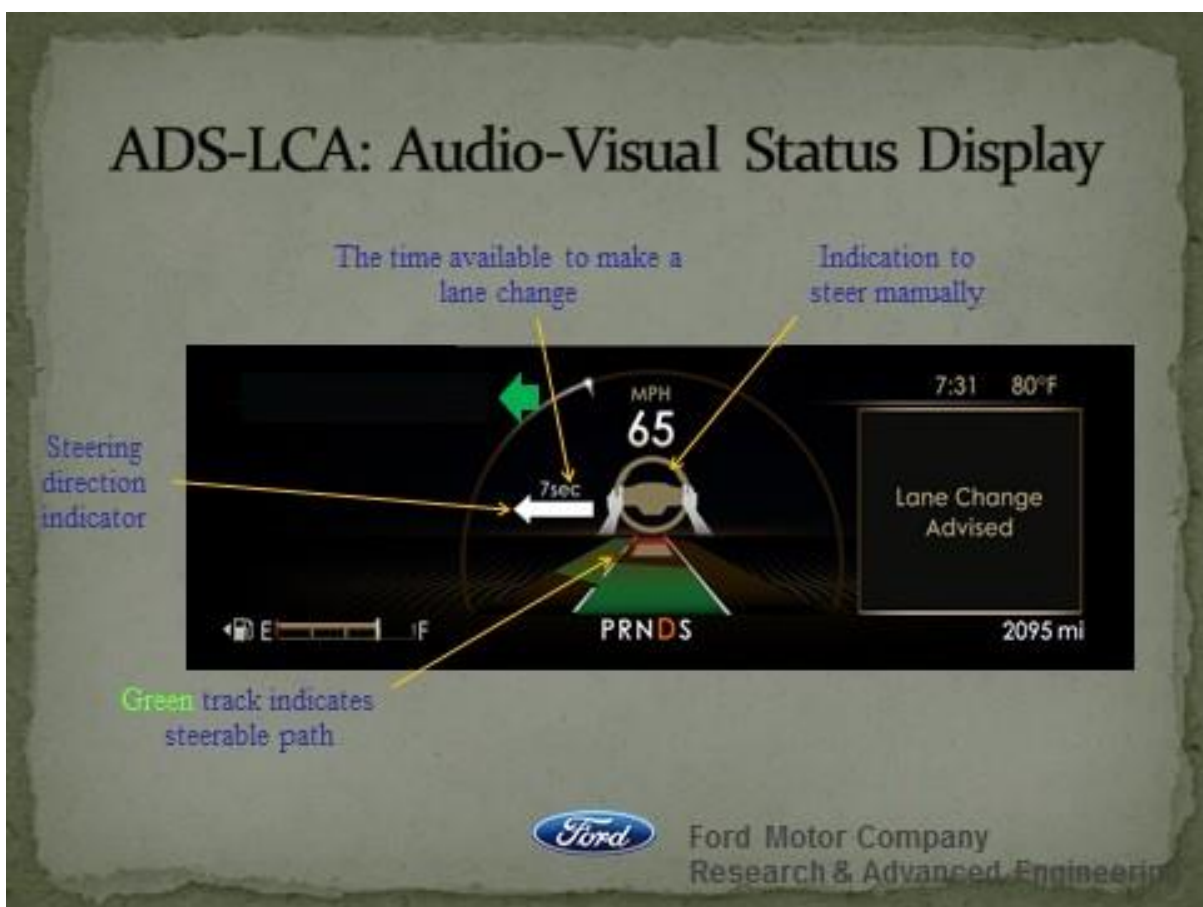 ADS-LCA: Audio-Visual Status Display
The time available to make a
lane change
Indication to
steer manually
Steering
direction
indicator
MPH
65
7sec
7:31 80°F
Lane Change
Advised
E F
PRNDS
2095 mi
Green track indicates
steerable path
Ford
Ford Motor Company
Research & Advanced Engineering